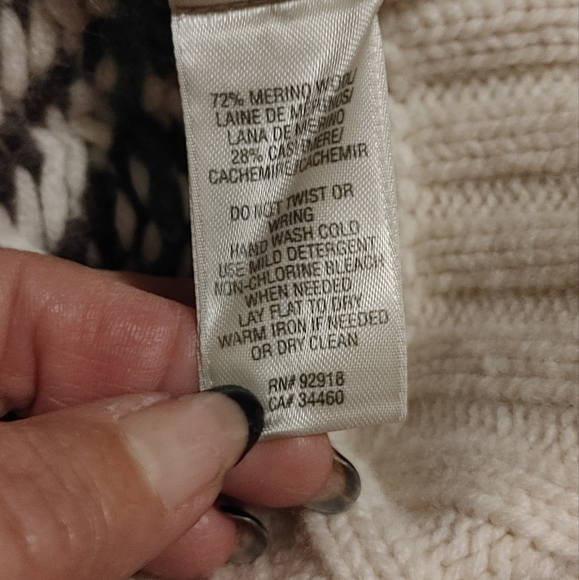 72% MERINO WOOL/
LAINE DE MERINOS/
LANA DE MERINO
28% CASHMERE/
CACHEMIRE/CACHEMIR
DO NOT TWIST OR
WRING
HAND WASH COLD
USE MILD DETERGENT
NON-CHLORINE BLEACH
WHEN NEEDED
LAY FLAT TO DRY
WARM IRON IF NEEDED
OR DRY CLEAN
RN# 92918
CA# 34460